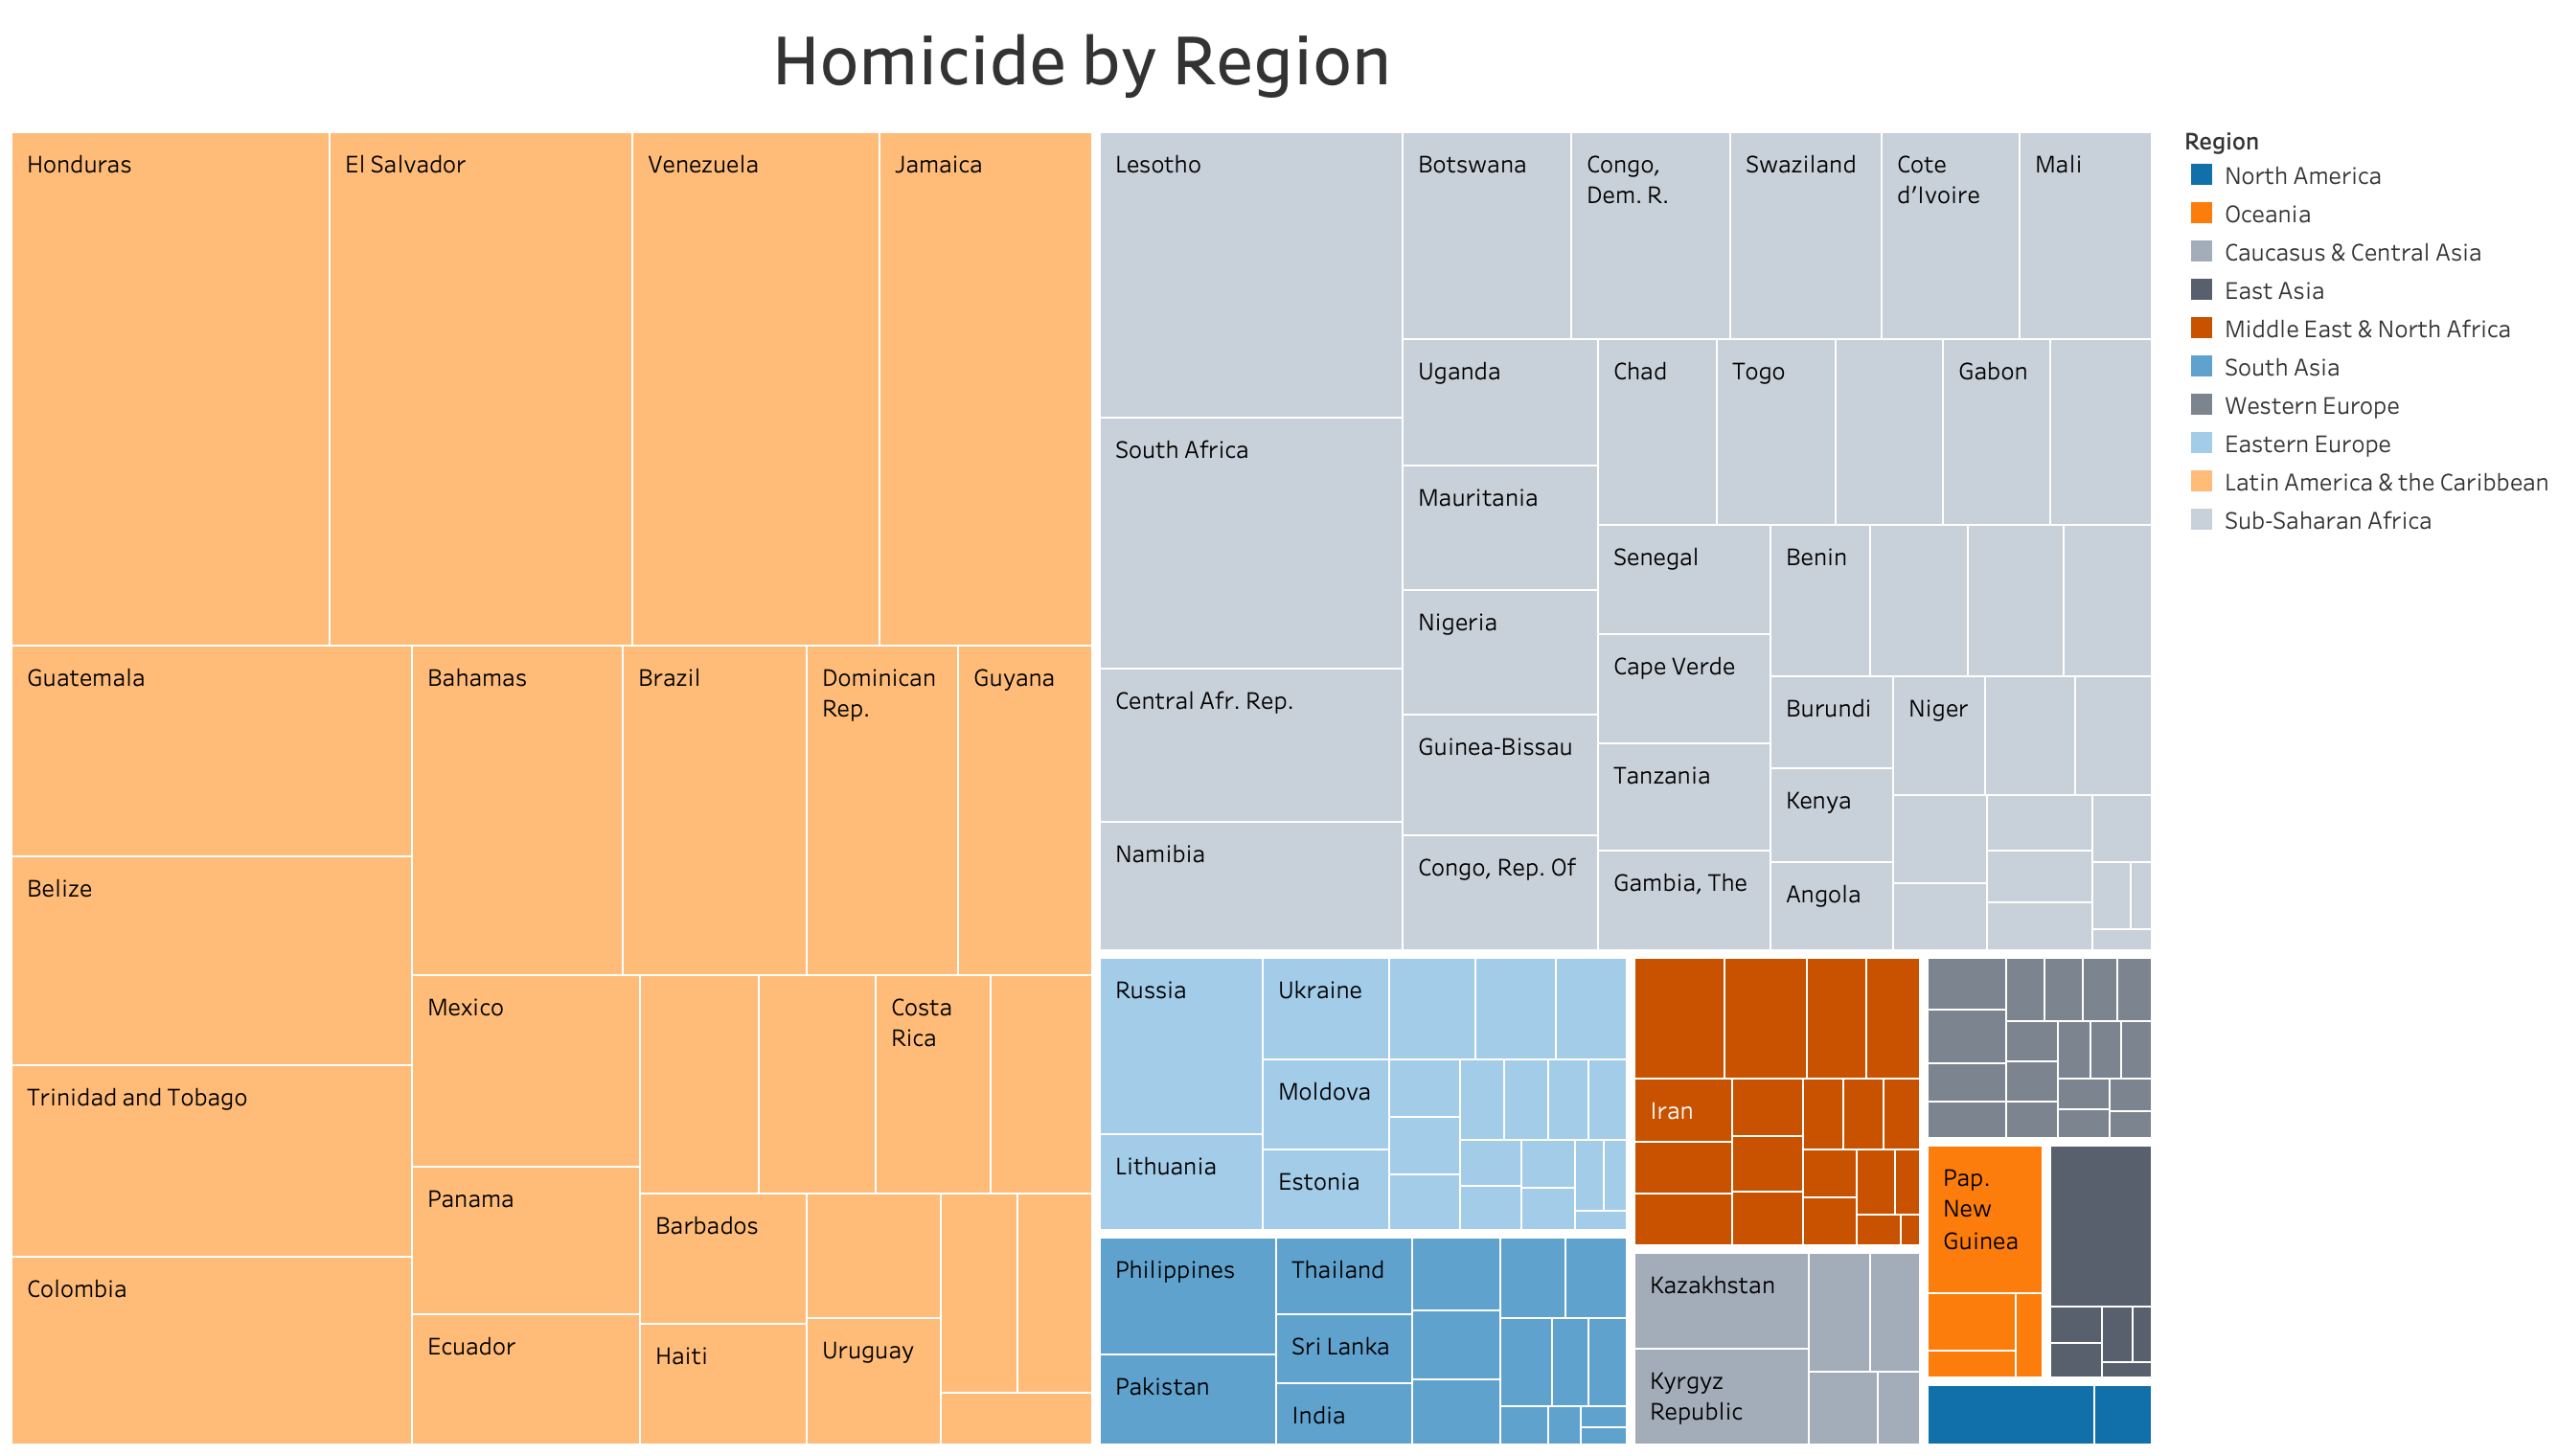 Homicide by Region
Honduras
El Salvador
Venezuela
Jamaica
Guatemala
Belize
Trinidad and Tobago
Colombia
Bahamas
Brazil
Dominican
Rep.
Guyana
Mexico
Panama
Ecuador
Costa
Rica
Barbados
Haiti
Uruguay
Lesotho
South Africa
Central Afr. Rep.
Namibia
Botswana
Congo,
Dem. R.
Swaziland
Cote
d’Ivoire
Mali
Uganda
Mauritania
Nigeria
Guinea-Bissau
Congo, Rep. Of
Chad
Togo
Gabon
Senegal
Cape Verde
Tanzania
Gambia, The
Benin
Burundi
Kenya
Angola
Niger
Russia
Lithuania
Ukraine
Moldova
Estonia
Philippines
Pakistan
Thailand
Sri Lanka
India
Iran
Kazakhstan
Kyrgyz
Republic
Pap.
New
Guinea
Region
North America
Oceania
Caucasus & Central Asia
East Asia
Middle East & North Africa
South Asia
Western Europe
Eastern Europe
Latin America & the Caribbean
Sub-Saharan Africa